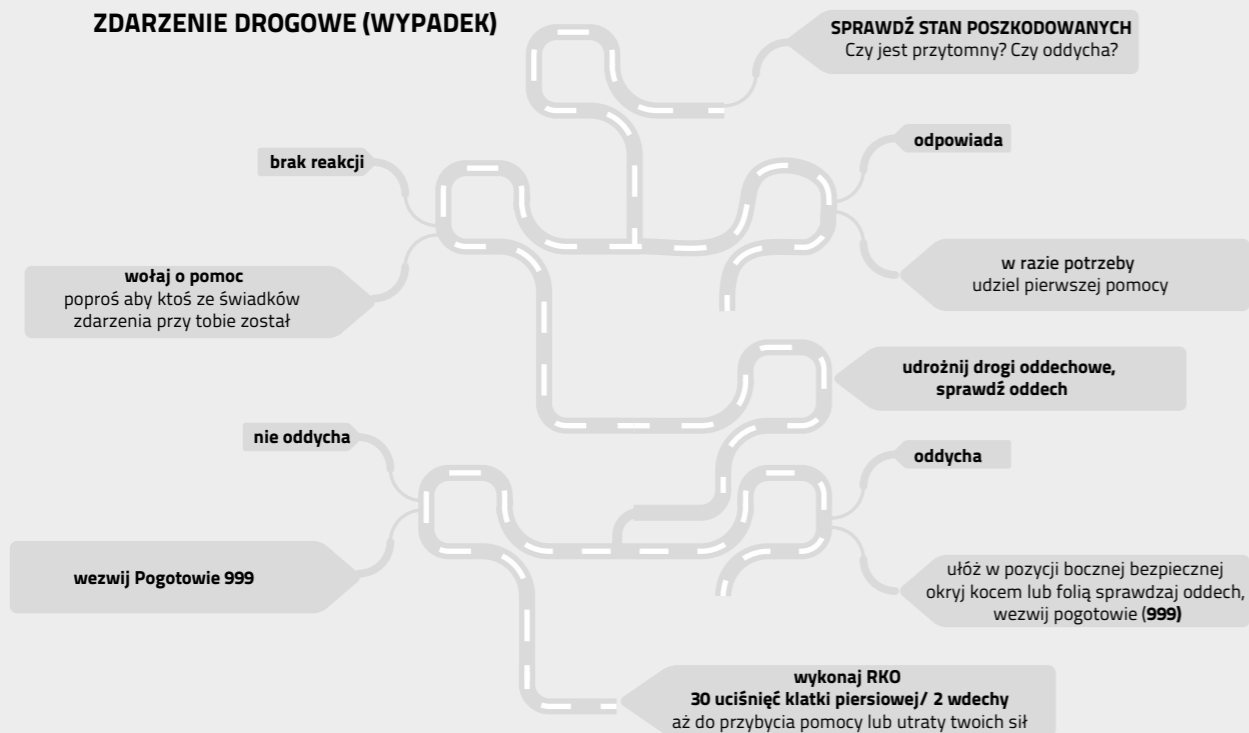 ZDARZENIE DROGOWE (WYPADEK)
SPRAWDŹ STAN POSZKODOWANYCH
Czy jest przytomny? Czy oddycha?
brak reakcji
odpowiada
wołaj o pomoc
poproś aby ktoś ze świadków
zdarzenia przy tobie został
w razie potrzeby
udziel pierwszej pomocy
udrożnij drogi oddechowe,
sprawdź oddech
nie oddycha
oddycha
wezwij Pogotowie 999
ułóż w pozycji bocznej bezpiecznej
okryj kocem lub folią sprawdzaj oddech,
wezwij pogotowie (999)
wykonaj RKO
30 uciśnięć klatki piersiowej/ 2 wdechy
aż do przybycia pomocy lub utraty twoich sił